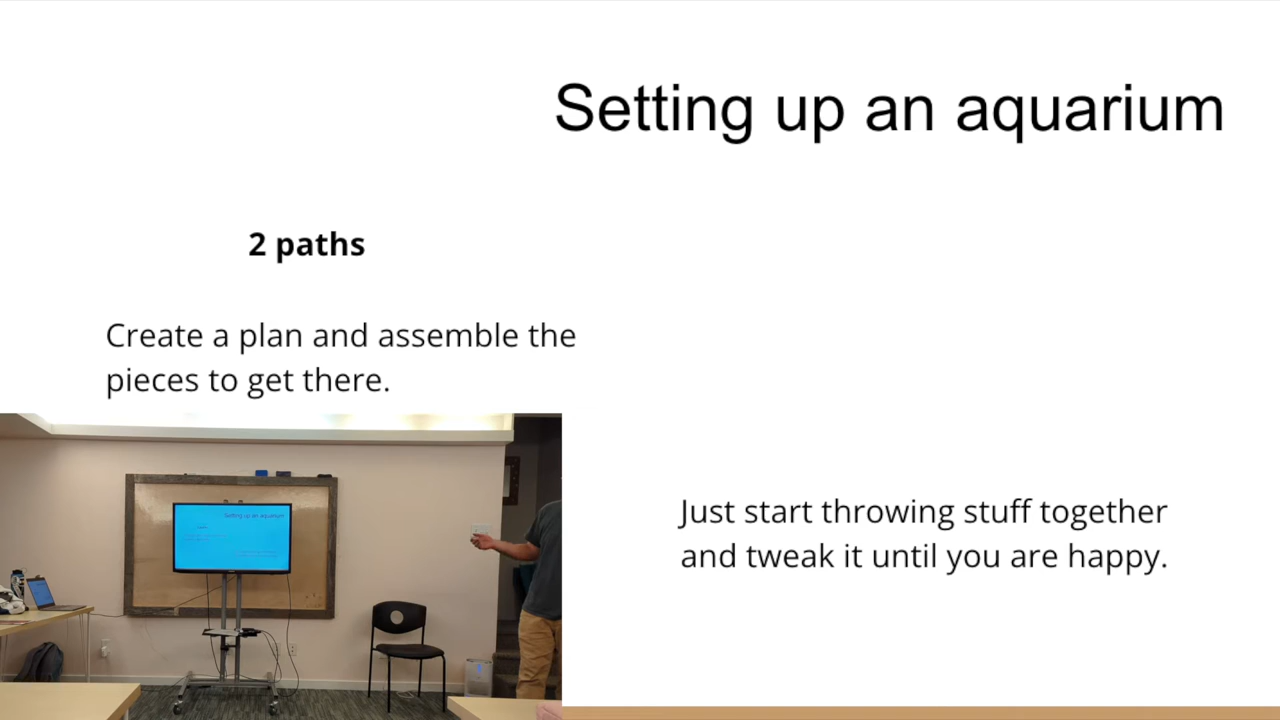 Setting up an aquarium
2 paths
Create a plan and assemble the
pieces to get there.
Just start throwing stuff together
and tweak it until you are happy.
Setting up an aquarium